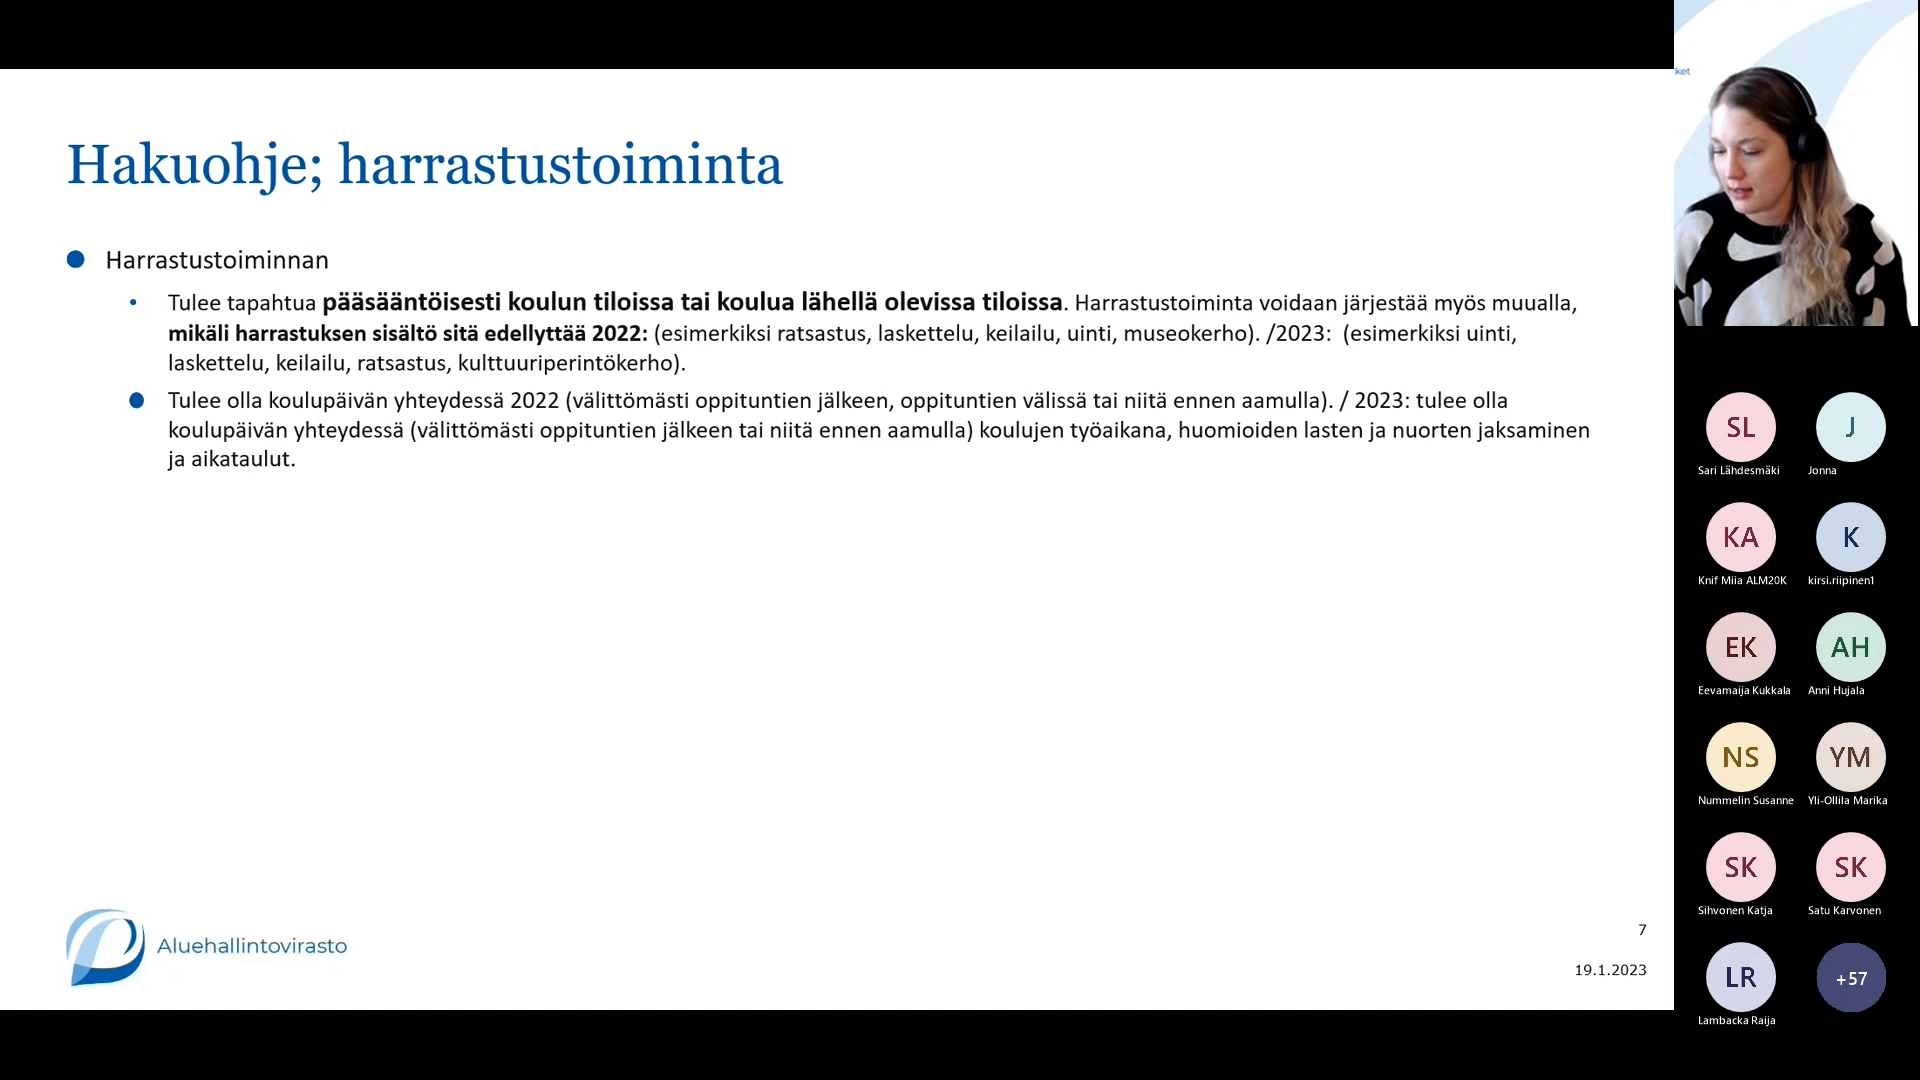 ket
Hakuohje; harrastustoiminta
Harrastustoiminnan
Tulee tapahtua pääsääntöisesti koulun tiloissa tai koulua lähellä olevissa tiloissa. Harrastustoiminta voidaan järjestää myös muualla,
mikäli harrastuksen sisältö sitä edellyttää 2022: (esimerkiksi ratsastus, laskettelu, keilailu, uinti, museokerho). /2023: (esimerkiksi uinti,
laskettelu, keilailu, ratsastus, kulttuuriperintökerho).
Tulee olla koulupäivän yhteydessä 2022 (välittömästi oppituntien jälkeen, oppituntien välissä tai niitä ennen aamulla). / 2023: tulee olla
koulupäivän yhteydessä (välittömästi oppituntien jälkeen tai niitä ennen aamulla) koulujen työaikana, huomioiden lasten ja nuorten jaksaminen
ja aikataulut.
Aluehallintovirasto
7
19.1.2023
SL
Sari Lähdesmäki
J
Jonna
KA
Knif Miia ALM20K
K
kirsi.riipinen1
EK
Eevamaija Kukkala
AH
Anni Hujala
NS
Nummelin Susanne
YM
Yli-Ollila Marika
SK
Sihvonen Katja
SK
Satu Karvonen
LR
Lambacka Raija
+57